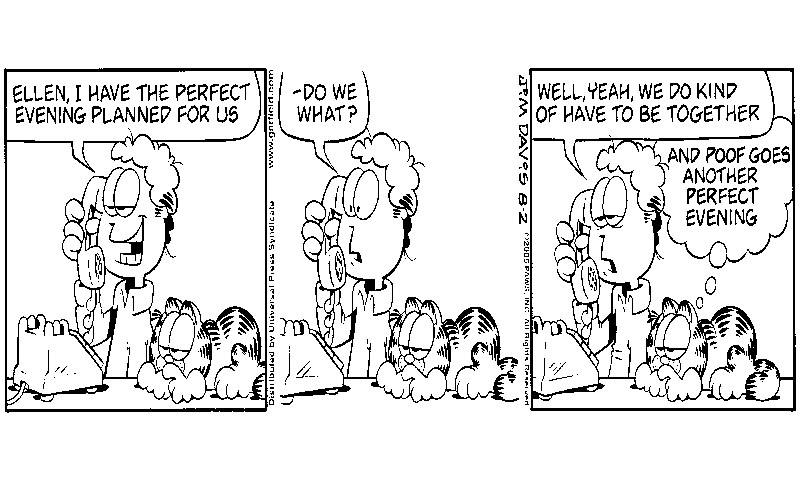 ELLEN, I HAVE THE PERFECT
EVENING PLANNED FOR US
www.garfield.com
Distributed by Universal Press Syndicate
-DO WE
WHAT?
JIM DAVIS 8-2
©2005 PAWS, INC. All Rights Reserved
WELL, YEAH, WE DO KIND
OF HAVE TO BE TOGETHER
AND POOF GOES
ANOTHER
PERFECT
EVENING